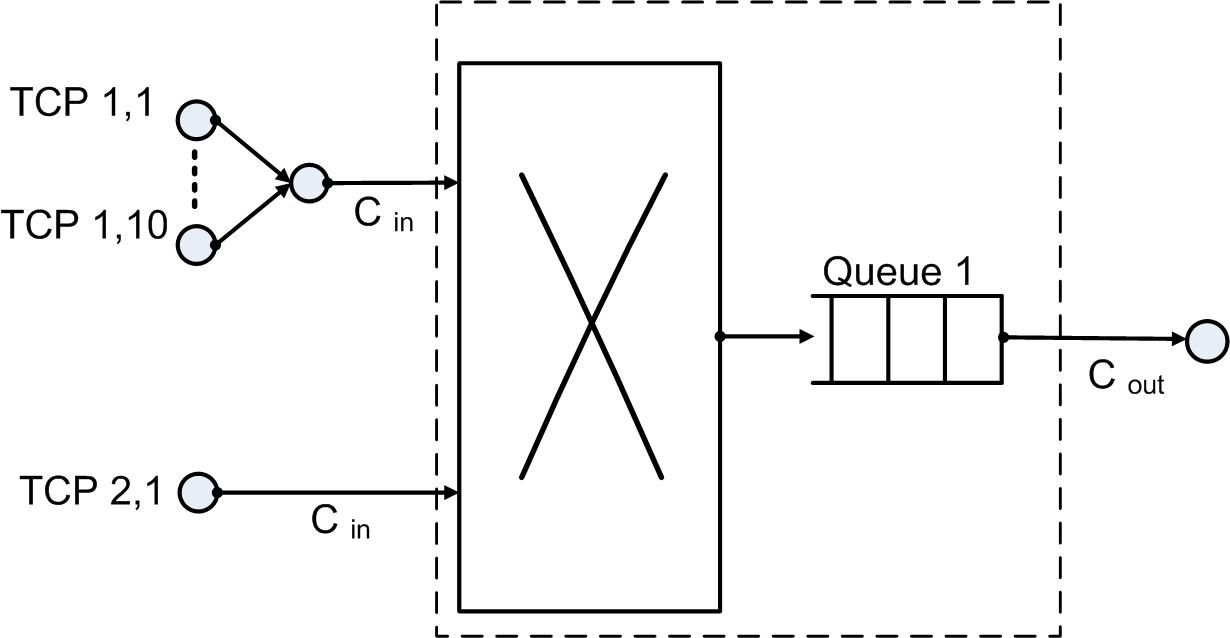 TCP 1,1
TCP 1,10
C in
Queue 1
C out
TCP 2,1
C in